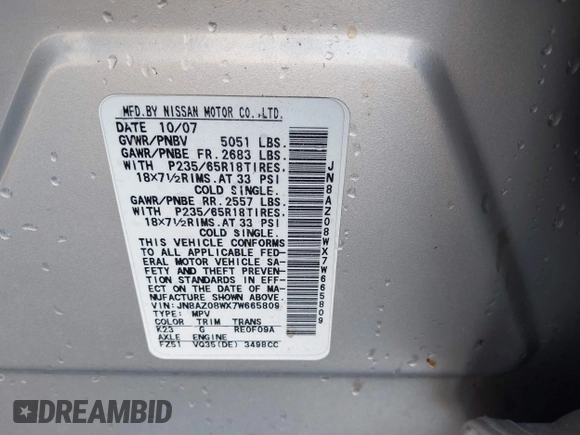 MFD.BY NISSAN MOTOR CO.,LTD.
DATE 10/07
GVWR/PNBV 5051 LBS.
GAWR/PNBE FR. 2683 LBS.
WITH P235/65R18TIRES.
18X7½RIMS.AT 33 PSI
COLD SINGLE.
GAWR/PNBE RR. 2557 LBS.
WITH P235/65R18TIRES.
18X7½RIMS.AT 33 PSI
COLD SINGLE.
THIS VEHICLE CONFORMS
TO ALL APPLICABLE FED-
ERAL MOTOR VEHICLE SA-
FETY AND THEFT PREVEN-
TION STANDARDS IN EFF-
ECT ON THE DATE OF MA-
NUFACTURE SHOWN ABOVE.
VIN:JN8AZ08WX7W665809
TYPE: MPV
COLOR TRIM TRANS
K23 G RE0F09A
AXLE ENGINE
FZ51 VQ35(DE) 3498CC
JN8AZ08WX7W665809
DREAMBID